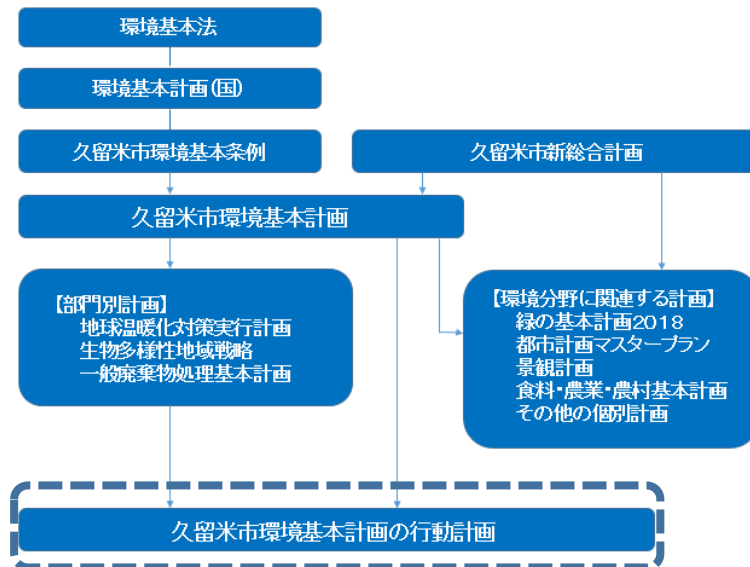 環境基本法
環境基本計画(国)
久留米市環境基本条例
久留米市新総合計画
久留米市環境基本計画
【部門別計画】
地球温暖化対策実行計画
生物多様性地域戦略
一般廃棄物処理基本計画
【環境分野に関連する計画】
緑の基本計画2018
都市計画マスタープラン
景観計画
食料・農業・農村基本計画
その他の個別計画
久留米市環境基本計画の行動計画